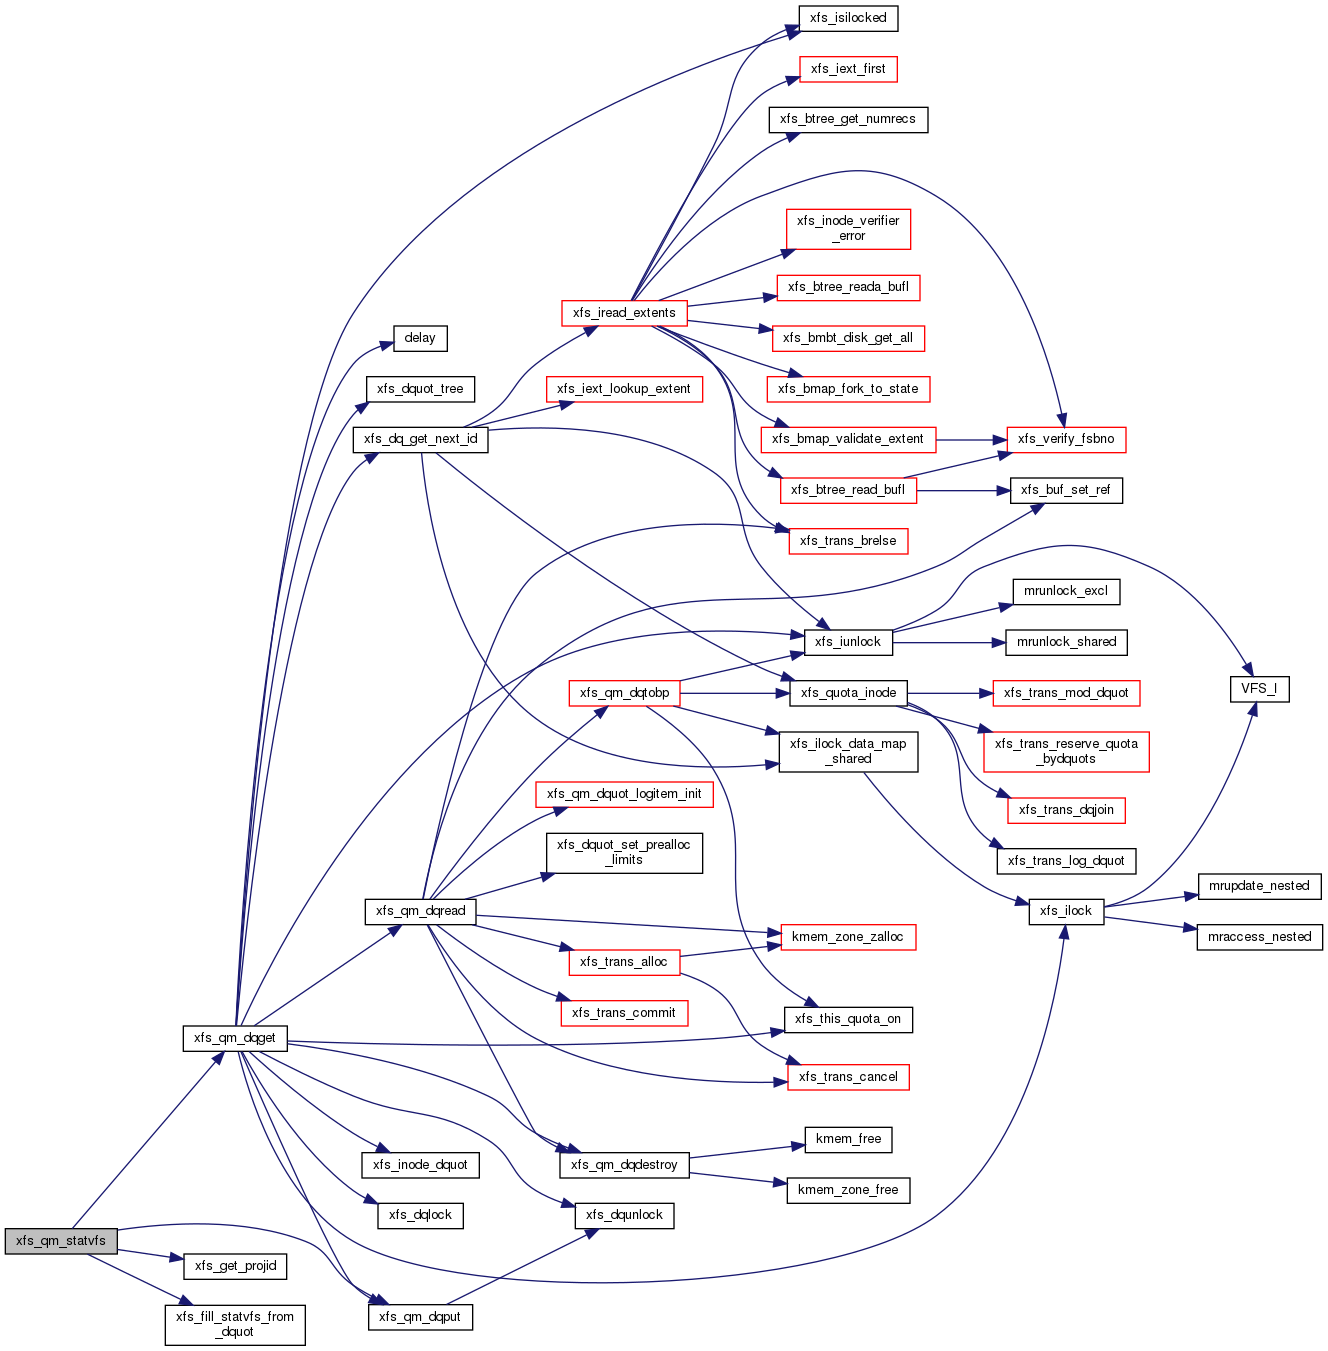 xfs_isilocked
xfs_iext_first
xfs_btree_get_numrecs
xfs_inode_verifier
_error
xfs_btree_reada_bufl
xfs_iread_extents
delay
xfs_bmbt_disk_get_all
xfs_dquot_tree
xfs_iext_lookup_extent
xfs_bmap_fork_to_state
xfs_dq_get_next_id
xfs_bmap_validate_extent
xfs_verify_fsbno
xfs_btree_read_bufl
xfs_buf_set_ref
xfs_trans_brelse
mrunlock_excl
xfs_iunlock
mrunlock_shared
xfs_qm_dqtobp
xfs_quota_inode
xfs_trans_mod_dquot
VFS_I
xfs_ilock_data_map
_shared
xfs_trans_reserve_quota
_bydquots
xfs_qm_dquot_logitem_init
xfs_trans_dqjoin
xfs_dquot_set_prealloc
_limits
xfs_trans_log_dquot
mrupdate_nested
xfs_qm_dqread
xfs_ilock
kmem_zone_zalloc
mraccess_nested
xfs_trans_alloc
xfs_trans_commit
xfs_this_quota_on
xfs_qm_dqget
xfs_trans_cancel
kmem_free
xfs_inode_dquot
xfs_qm_dqdestroy
kmem_zone_free
xfs_dqlock
xfs_dqunlock
xfs_qm_statvfs
xfs_get_projid
xfs_fill_statvfs_from
_dquot
xfs_qm_dqput